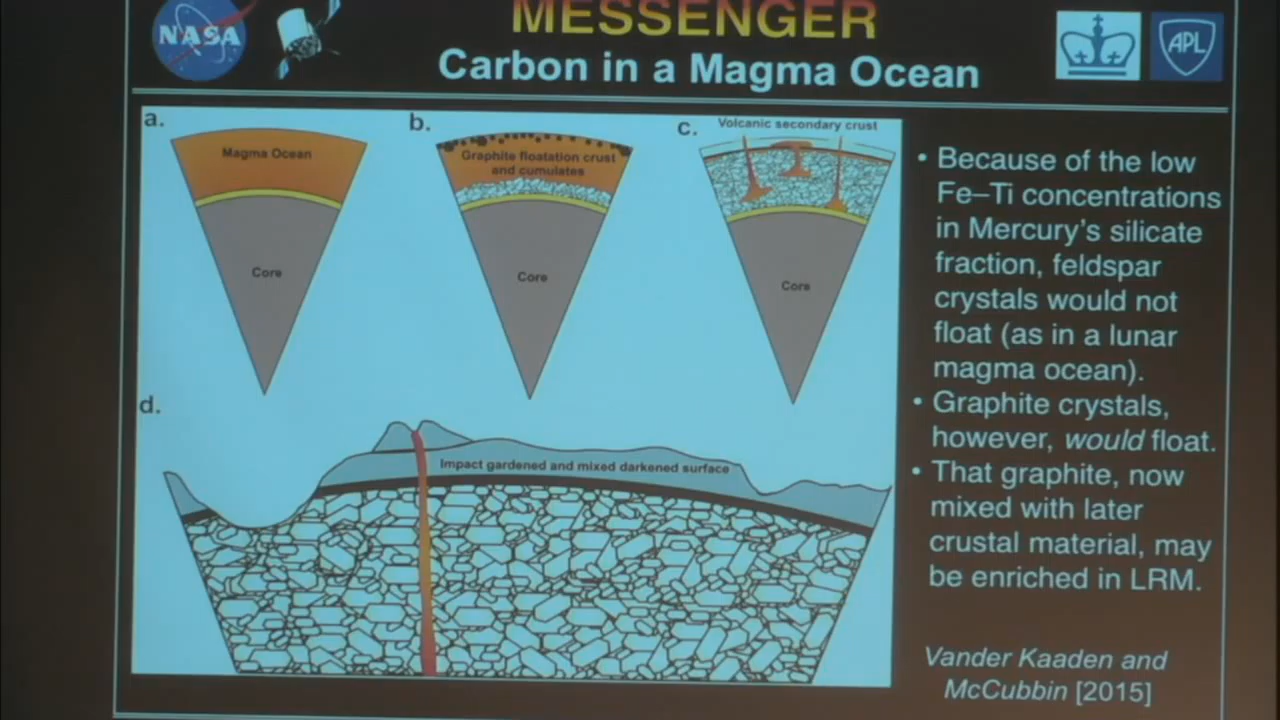 NASA
MESSENGER
Carbon in a Magma Ocean
APL
a.
Magma Ocean
Core
b.
Graphite floatation crust
and cumulates
Core
c.
Volcanic secondary crust
Core
d.
Impact gardened and mixed darkened surface
• Because of the low
Fe–Ti concentrations
in Mercury's silicate
fraction, feldspar
crystals would not
float (as in a lunar
magma ocean).
• Graphite crystals,
however, would float.
• That graphite, now
mixed with later
crustal material, may
be enriched in LRM.
Vander Kaaden and
McCubbin [2015]